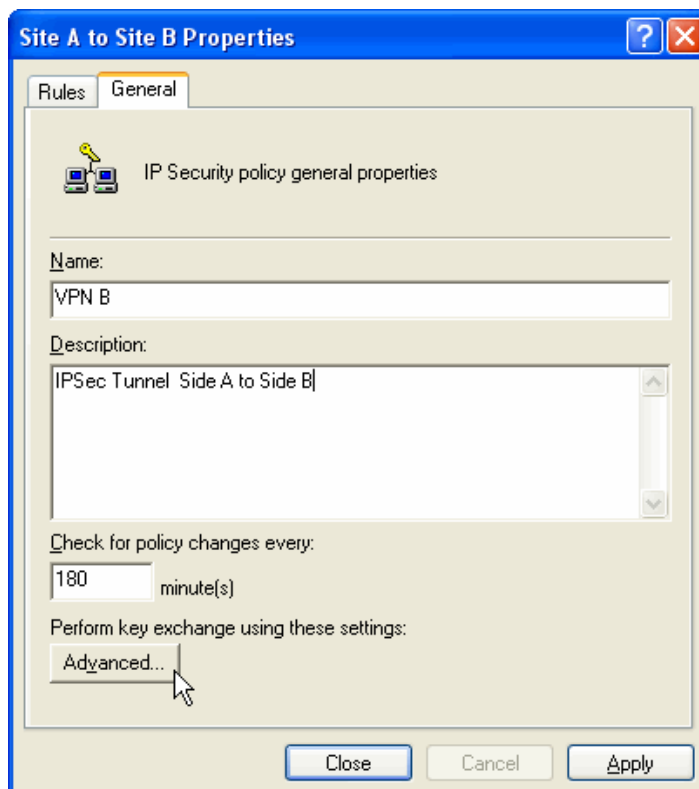 Site A to Site B Properties
Rules General
IP Security policy general properties
Name:
VPN B
Description:
IPSec Tunnel  Side A to Side B
Check for policy changes every:
180 minute(s)
Perform key exchange using these settings:
Advanced...
Close Cancel Apply